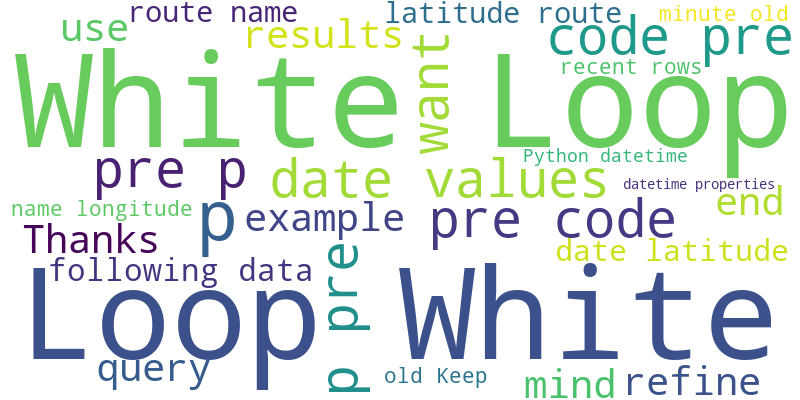 route name
latitude route
minute old
use
results
code pre
White Loop
want
recent rows
Python datetime
pre p
date values
datetime properties
name longitude
p
example
pre code
end
Thanks
date latitude
following data
p pre
Loop White
query
old Keep
mind
refine